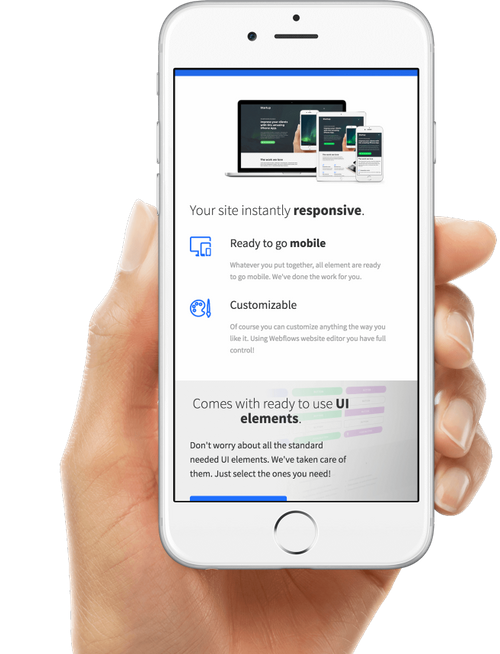 Your site instantly responsive.
Ready to go mobile
Whatever you put together, all element are ready
to go mobile. We've done the work for you.
Customizable
Of course you can customize anything the way you
like it. Using Webflows website editor you have full
control!
Comes with ready to use UI
elements.
Don't worry about all the standard
needed UI elements. We've taken care of
them. Just select the ones you need!